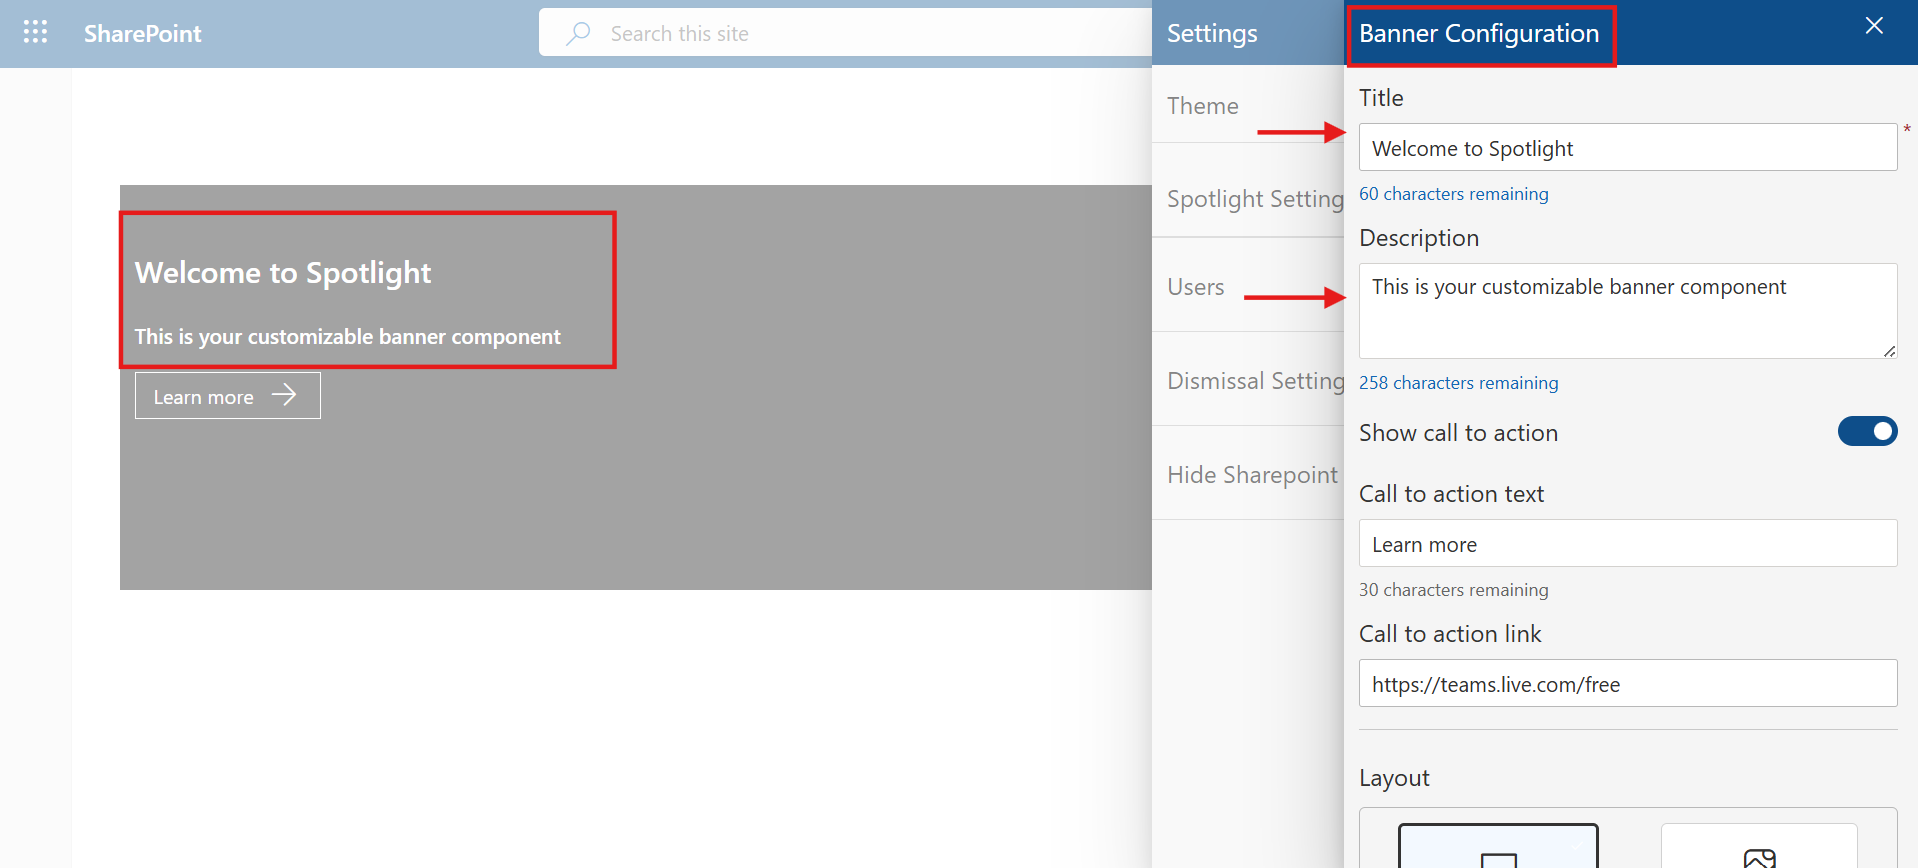 SharePoint
Search this site
Welcome to Spotlight
This is your customizable banner component
Learn more
Settings
Theme
Spotlight Setting
Users
Dismissal Setting
Hide Sharepoint
Banner Configuration
Title
Welcome to Spotlight
*
60 characters remaining
Description
This is your customizable banner component
258 characters remaining
Show call to action
Call to action text
Learn more
30 characters remaining
Call to action link
https://teams.live.com/free
Layout